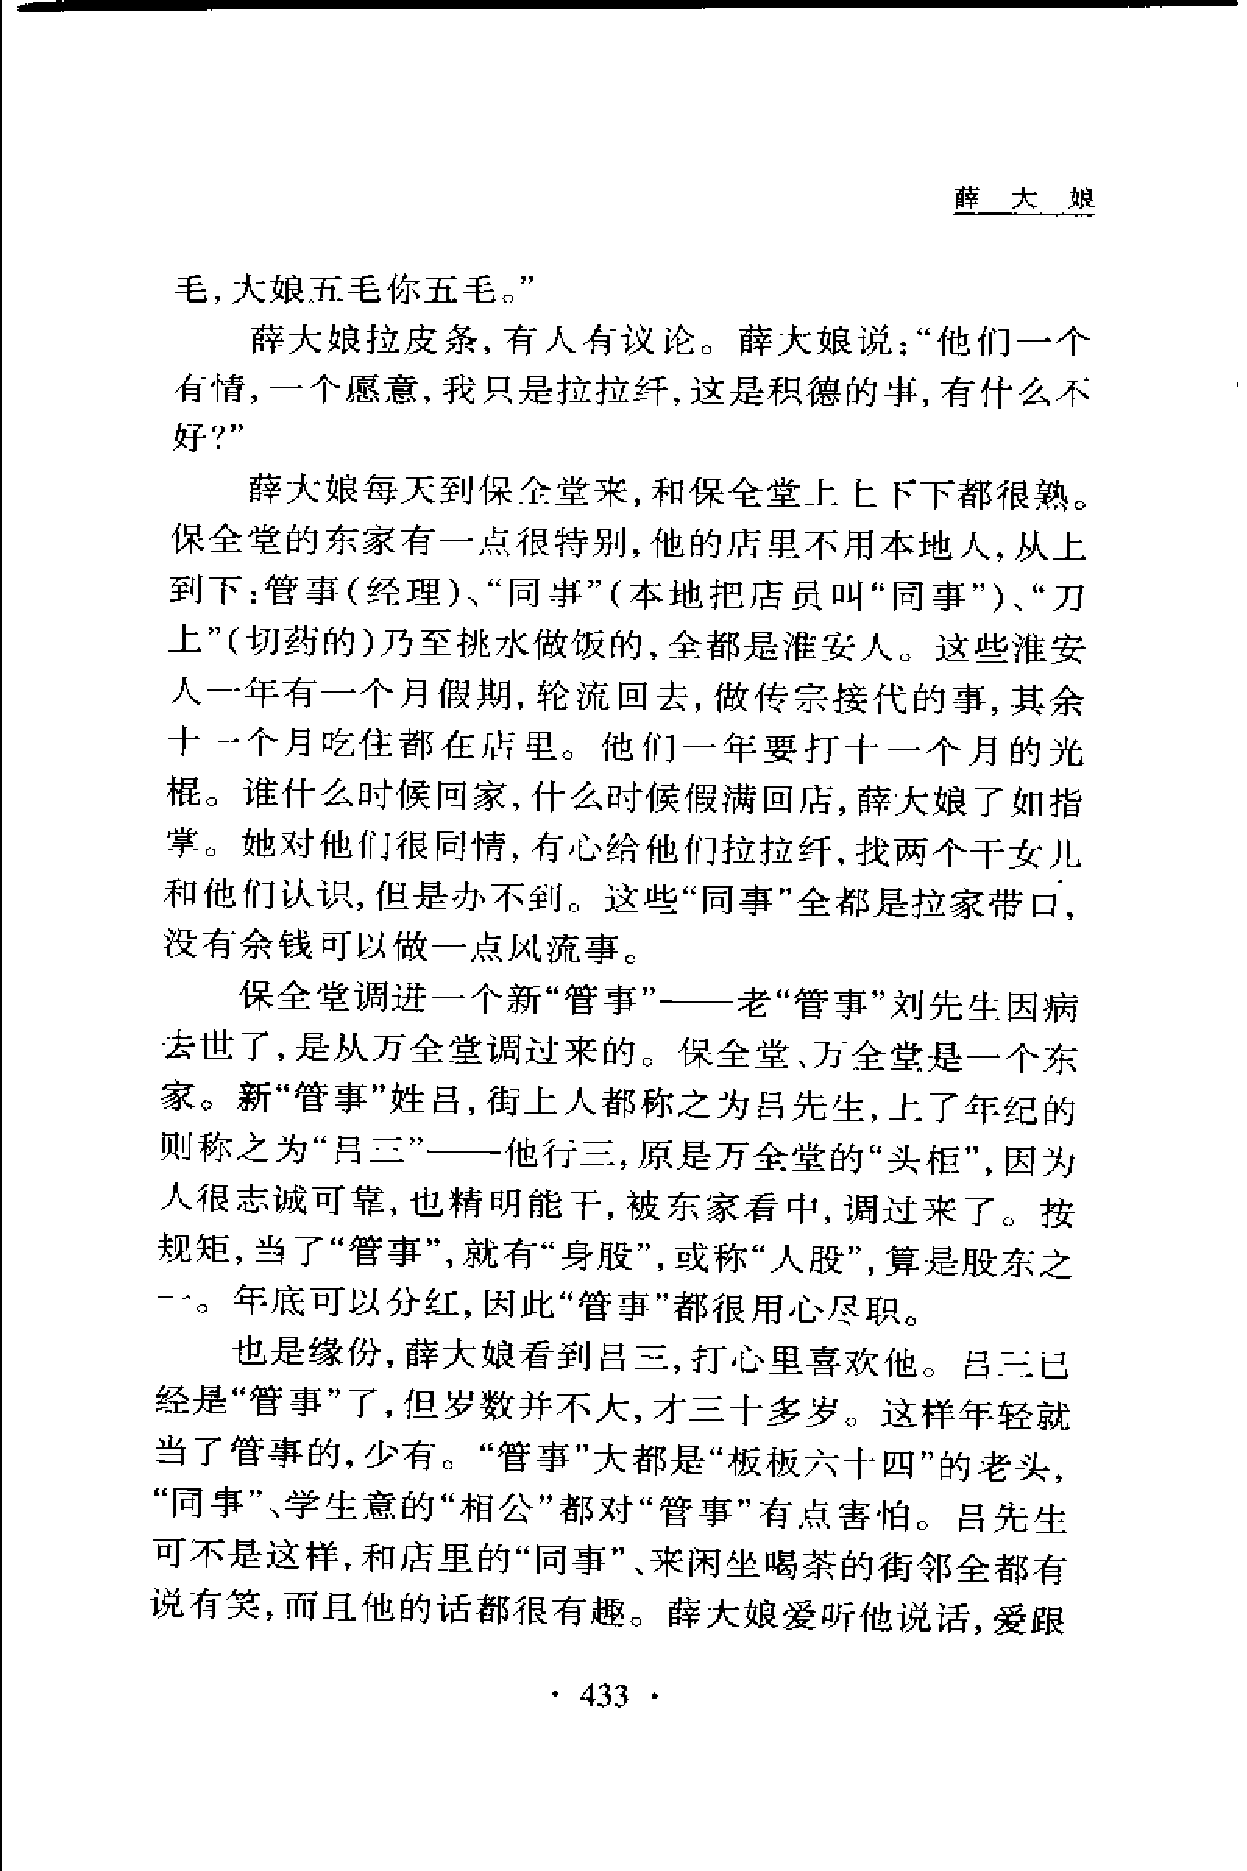 薛大娘
毛，大娘五毛你五毛。”
薛大娘拉皮条，有人有议论。薛大娘说：“他们一个
有情，一个愿意，我只是拉拉纤，这是积德的事，有什么不
好？”
薛大娘每天到保全堂来，和保全堂上上下下都很熟。
保全堂的东家有一点很特别，他的店里不用本地人，从上
到下：管事（经理）、“同事”（本地把店员叫“同事”）、“刀
上”（切药的）乃至挑水做饭的，全都是淮安人。这些淮安
人一年有一个月假期，轮流回去，做传宗接代的事，其余
十一个月吃住都在店里。他们一年要打十一个月的光
棍。谁什么时候回家，什么时候假满回店，薛大娘了如指
掌。她对他们很同情，有心给他们拉拉纤，找两个干女儿
和他们认识，但是办不到。这些“同事”全都是拉家带口，
没有余钱可以做一点风流事。
保全堂调进一个新“管事”——老“管事”刘先生因病
去世了，是从万全堂调过来的。保全堂、万全堂是一个东
家。新“管事”姓吕，街上人都称之为吕先生，上了年纪的
则称之为“吕三”——他行三，原是万全堂的“头柜”，因为
人很志诚可靠，也精明能干，被东家看中，调过来了。按
规矩，当了“管事”，就有“身股”，或称“人股”，算是股东之
一。年底可以分红，因此“管事”都很用心尽职。
也是缘份，薛大娘看到吕三，打心里喜欢他。吕三已
经是“管事”了，但岁数并不大，才三十多岁。这样年轻就
当了管事的，少有。“管事”大都是“板板六十四”的老头，
“同事”、学生意的“相公”都对“管事”有点害怕。吕先生
可不是这样，和店里的“同事”、来闲坐喝茶的街邻全都有
说有笑，而且他的话都很有趣。薛大娘爱听他说话，爱跟
· 433 ·